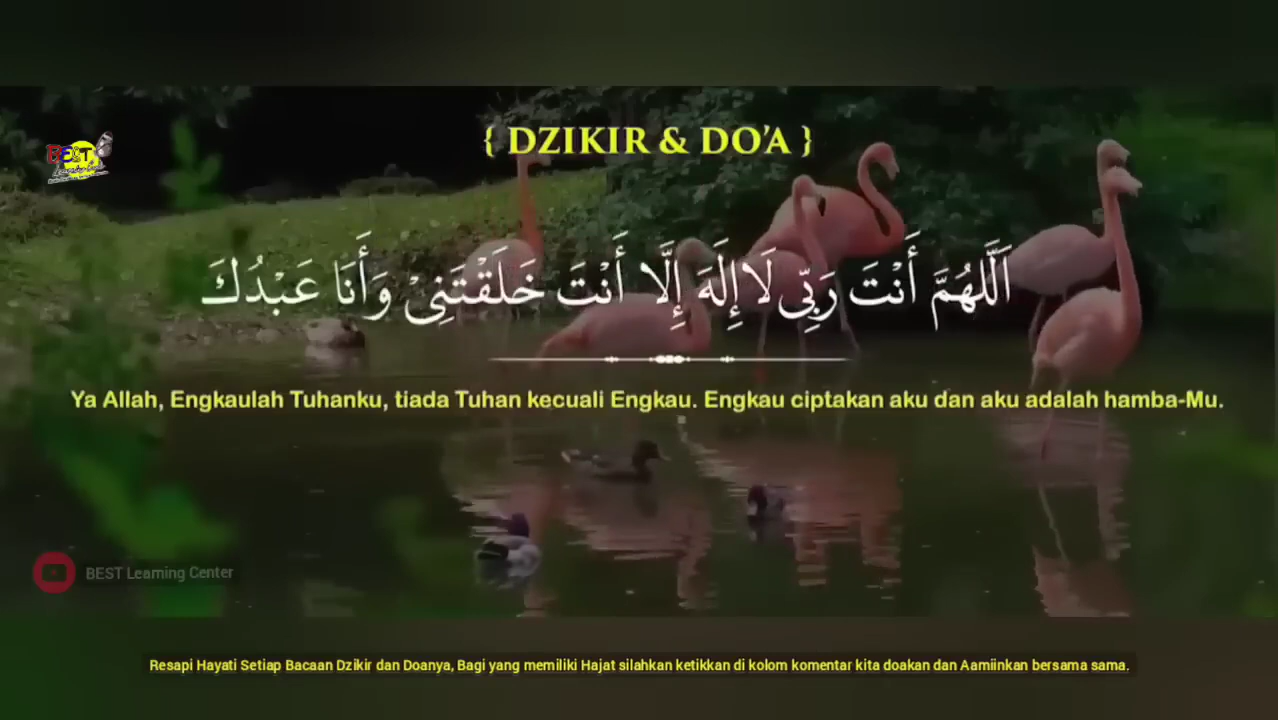 BEST
{ DZIKIR & DO'A }
اَللَّهُمَّ أَنْتَ رَبِّى لَا إِلَهَ إِلَّا أَنْتَ خَلَقْتَنِىْ وَأَنَا عَبْدُكَ
Ya Allah, Engkaulah Tuhanku, tiada Tuhan kecuali Engkau. Engkau ciptakan aku dan aku adalah hamba-Mu.
BEST Learning Center
Resapi Hayati Setiap Bacaan Dzikir dan Doanya, Bagi yang memiliki Hajat silahkan ketikkan di kolom komentar kita doakan dan Aamiinkan bersama sama.